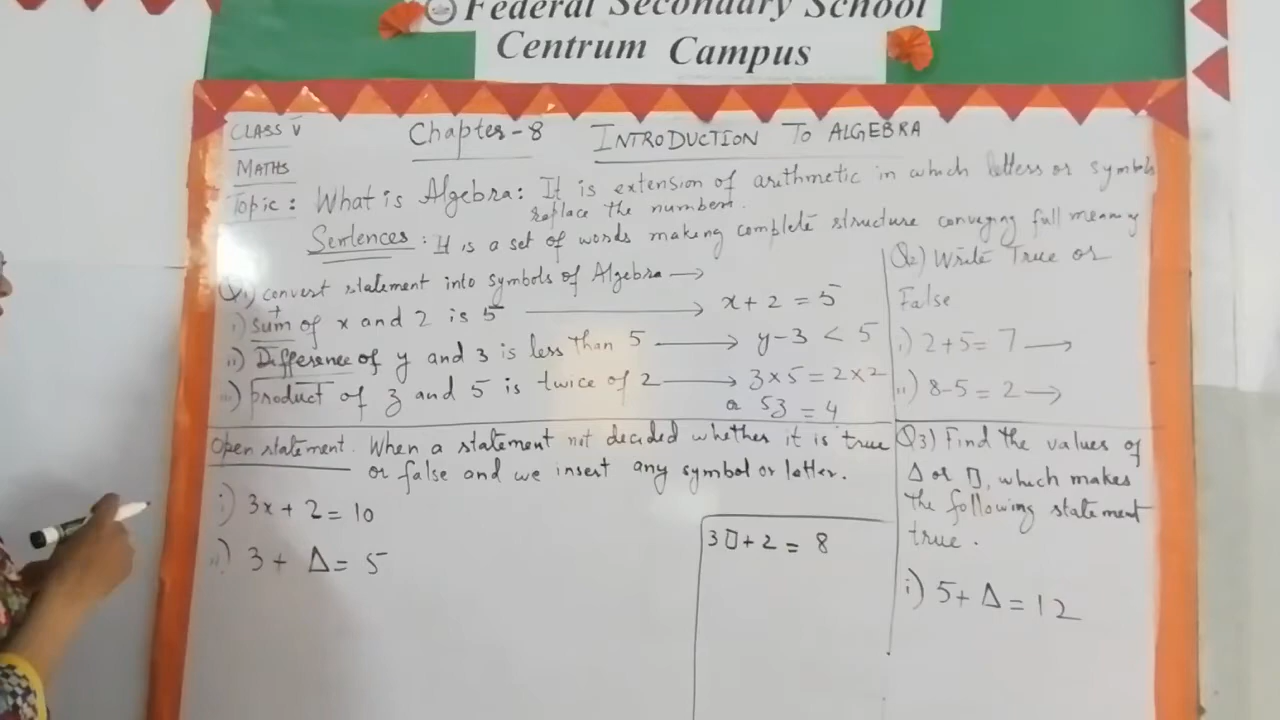 Federal Secondary School
Centrum Campus
CLASS V
Chapter-8 INTRODUCTION TO ALGEBRA
MATHS
Topic: What is Algebra: It is extension of arithmetic in which letters or symbols
replace the numbers.
Sentences: It is a set of words making complete structure conveying full meaning
Q1) convert statement into symbols of Algebra →
+
i) Sum of x and 2 is 5 → x + 2 = 5
ii) Difference of y and 3 is less than 5 → y - 3 < 5
iii) product of z and 5 is twice of 2 → 3 × 5 = 2 × 2
or 5z = 4
Q2) Write True or
False
i) 2+5= 7 →
ii) 8-5 = 2 →
Open statement. When a statement not decided whether it is true
or false and we insert any symbol or letter.
i) 3x + 2 = 10
ii) 3 + Δ = 5
3□ + 2 = 8
Q3) Find the values of
Δ or □, which makes
the following statement
true.
i) 5+ Δ = 12